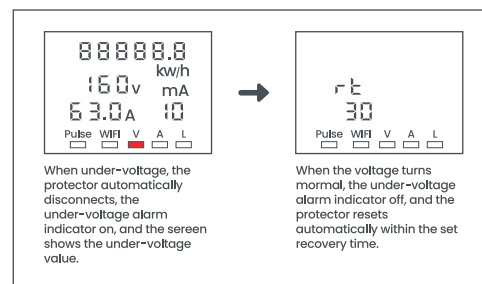 88888.8
kw/h
160v mA
63.0A 10
Pulse WIFI V A L
When under-voltage, the
protector automatically
disconnects, the
under-voltage alarm
indicator on, and the sereen
shows the under-voltage
value.
rt
30
Pulse WIFI V A L
When the voltage turns
mormal, the under-voltage
alarm indicator off, and the
protector resets
automatically within the set
recovery time.